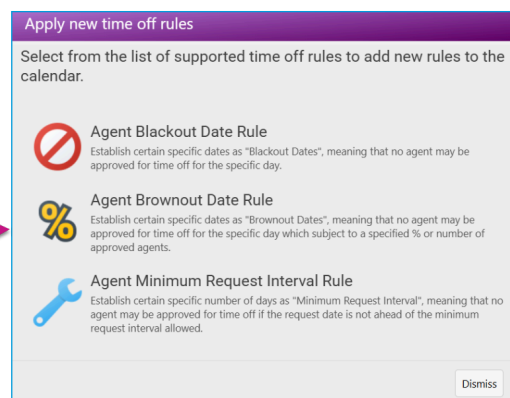 Apply new time off rules
Select from the list of supported time off rules to add new rules to the
calendar.
Agent Blackout Date Rule
Establish certain specific dates as "Blackout Dates", meaning that no agent may be
approved for time off for the specific day.
%
Agent Brownout Date Rule
Establish certain specific dates as "Brownout Dates", meaning that no agent may be
approved for time off for the specific day which subject to a specified % or number of
approved agents.
Agent Minimum Request Interval Rule
Establish certain specific number of days as "Minimum Request Interval", meaning that no
agent may be approved for time off if the request date is not ahead of the minimum
request interval allowed.
Dismiss